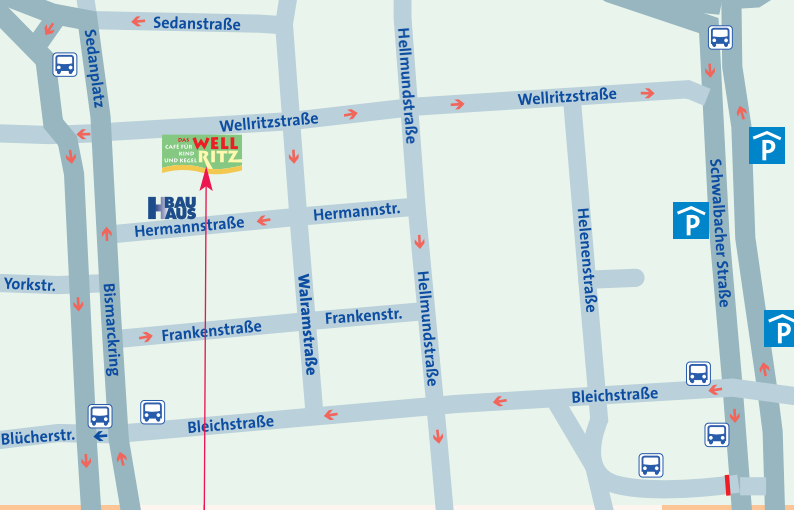 Sedanstraße
Sedanplatz
Hellmundstraße
Wellritzstraße
Wellritzstraße
DAS
WELL
CAFÉ FÜR
KIND
RITZ
UND KEGEL
P
BAU
HAUS
Hermannstraße
Hermannstr.
P
Schwalbacher Straße
Helenenstraße
Yorkstr.
Bismarckring
Walramstraße
Hellmundstraße
Frankenstraße
Frankenstr.
P
Bleichstraße
Bleichstraße
Blücherstr.